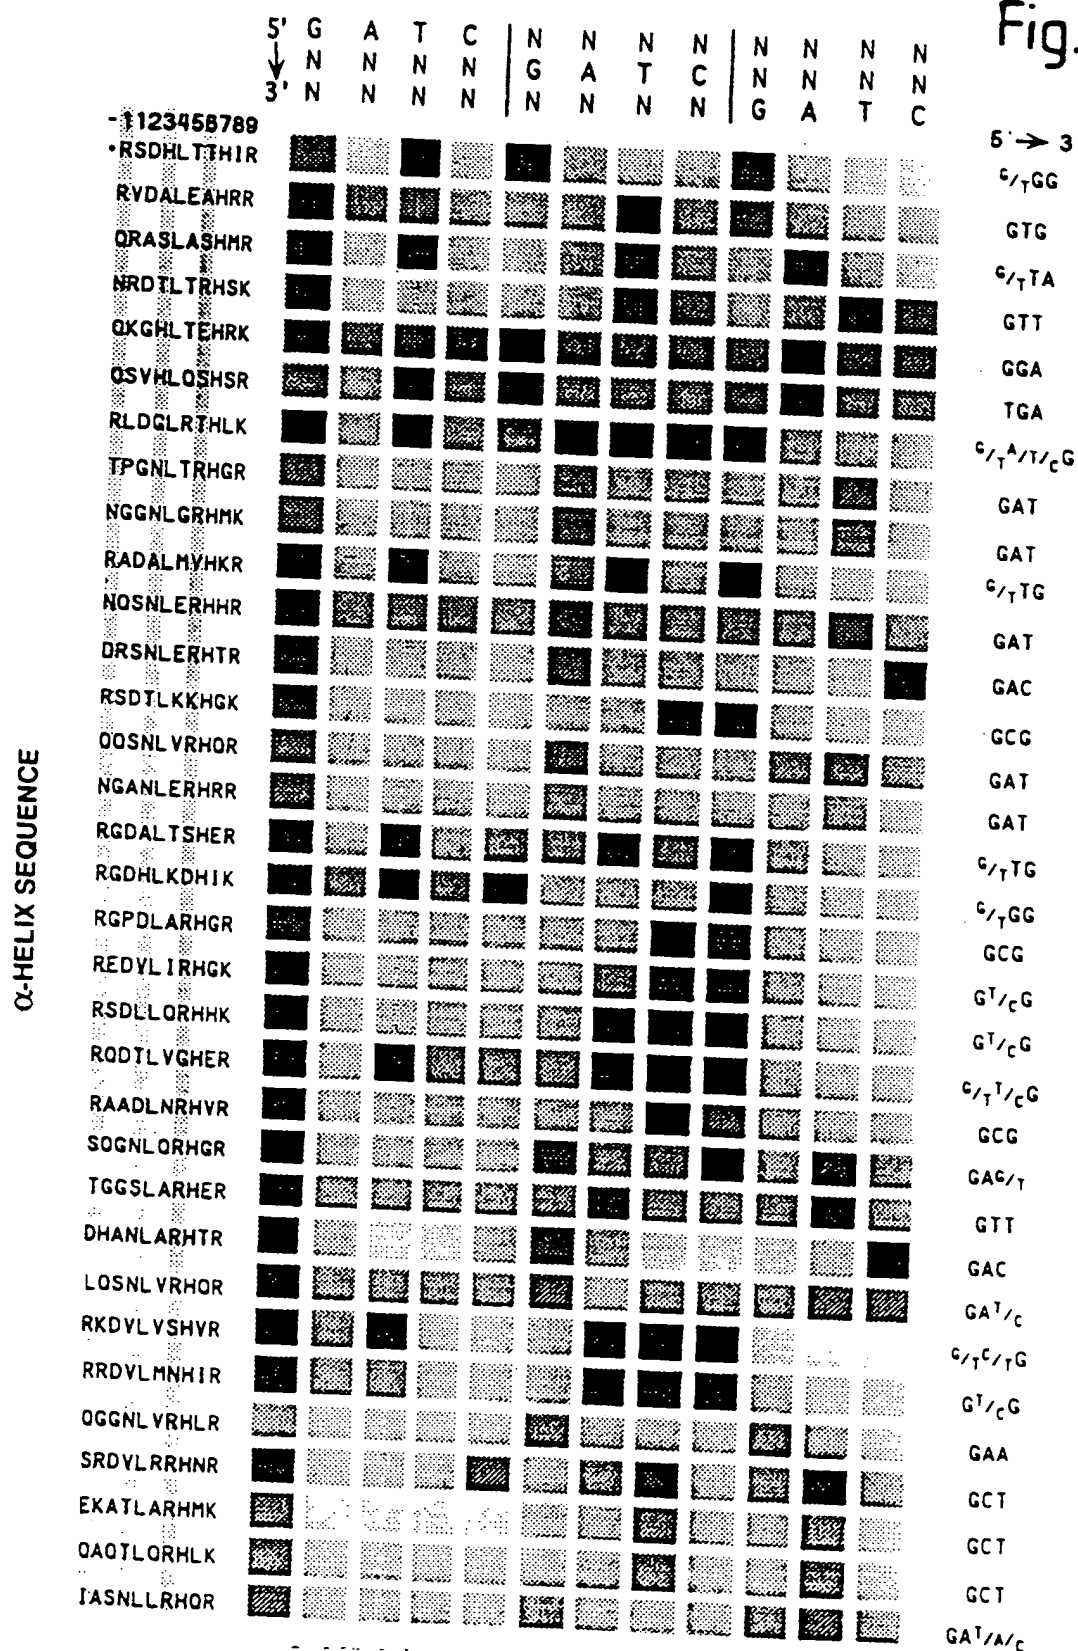 Fig.
5' G A T C N N N N N N N N
N N N N G A T C N N N N
3' N N N N N N N N G A T C
-1123456789
5' → 3
•RSDHLTTHIR G/TGG
RVDALEAHRR GTG
QRASLASHMR G/TTA
NRDTLTRHSK GTT
QKGHLTEHRK GGA
QSVHLQSHSR TGA
RLDGLRTHLK G/TA/T/CG
TPGNLTRHGR GAT
NGGNLGRHMK GAT
RADALMVHKR G/TTG
NQSNLERHHR GAT
DRSNLERHTR GAC
RSDTLKKHGK GCG
QQSNLVRHQR GAT
NGANLERHRR GAT
RGDALTSHER G/TTG
RGDHLKDHIK G/TGG
RGPDLARHGR GCG
REDVLIRHGK GT/CG
RSDLLQRHHK GT/CG
RQDTLVGHER G/TT/CG
RAADLNRHVR GCG
SQGNLQRHGR GAG/T
TGGSLARHER GTT
DHANLARHTR GAC
LQSNLVRHQR GAT/C
RKDVLVSHVR G/TC/TG
RRDVLMNHIR GT/CG
QGGNLVRHLR GAA
SRDVLRRHNR GCT
EKATLARHMK GCT
QAQTLQRHLK GCT
IASNLLRHQR GAT/A/C
α-HELIX SEQUENCE